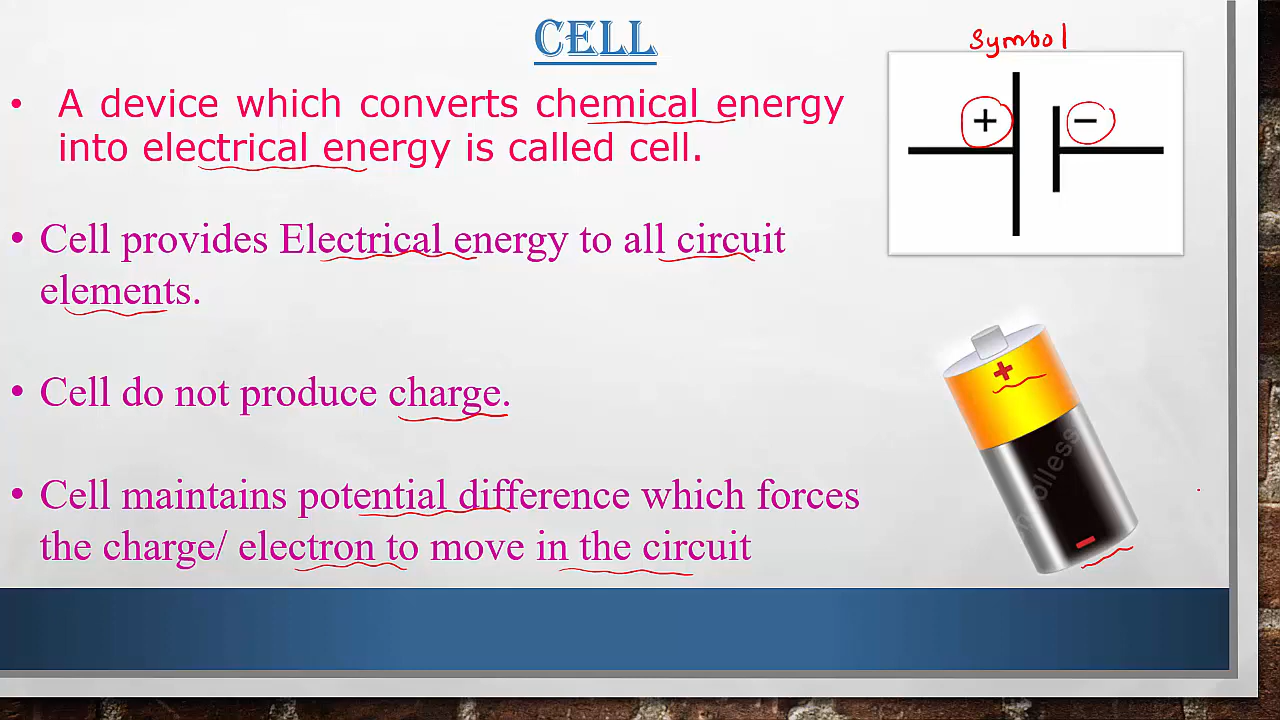 CELL
• A device which converts chemical energy
into electrical energy is called cell.
• Cell provides Electrical energy to all circuit
elements.
• Cell do not produce charge.
• Cell maintains potential difference which forces
the charge/ electron to move in the circuit
Symbol
+ −
+
-